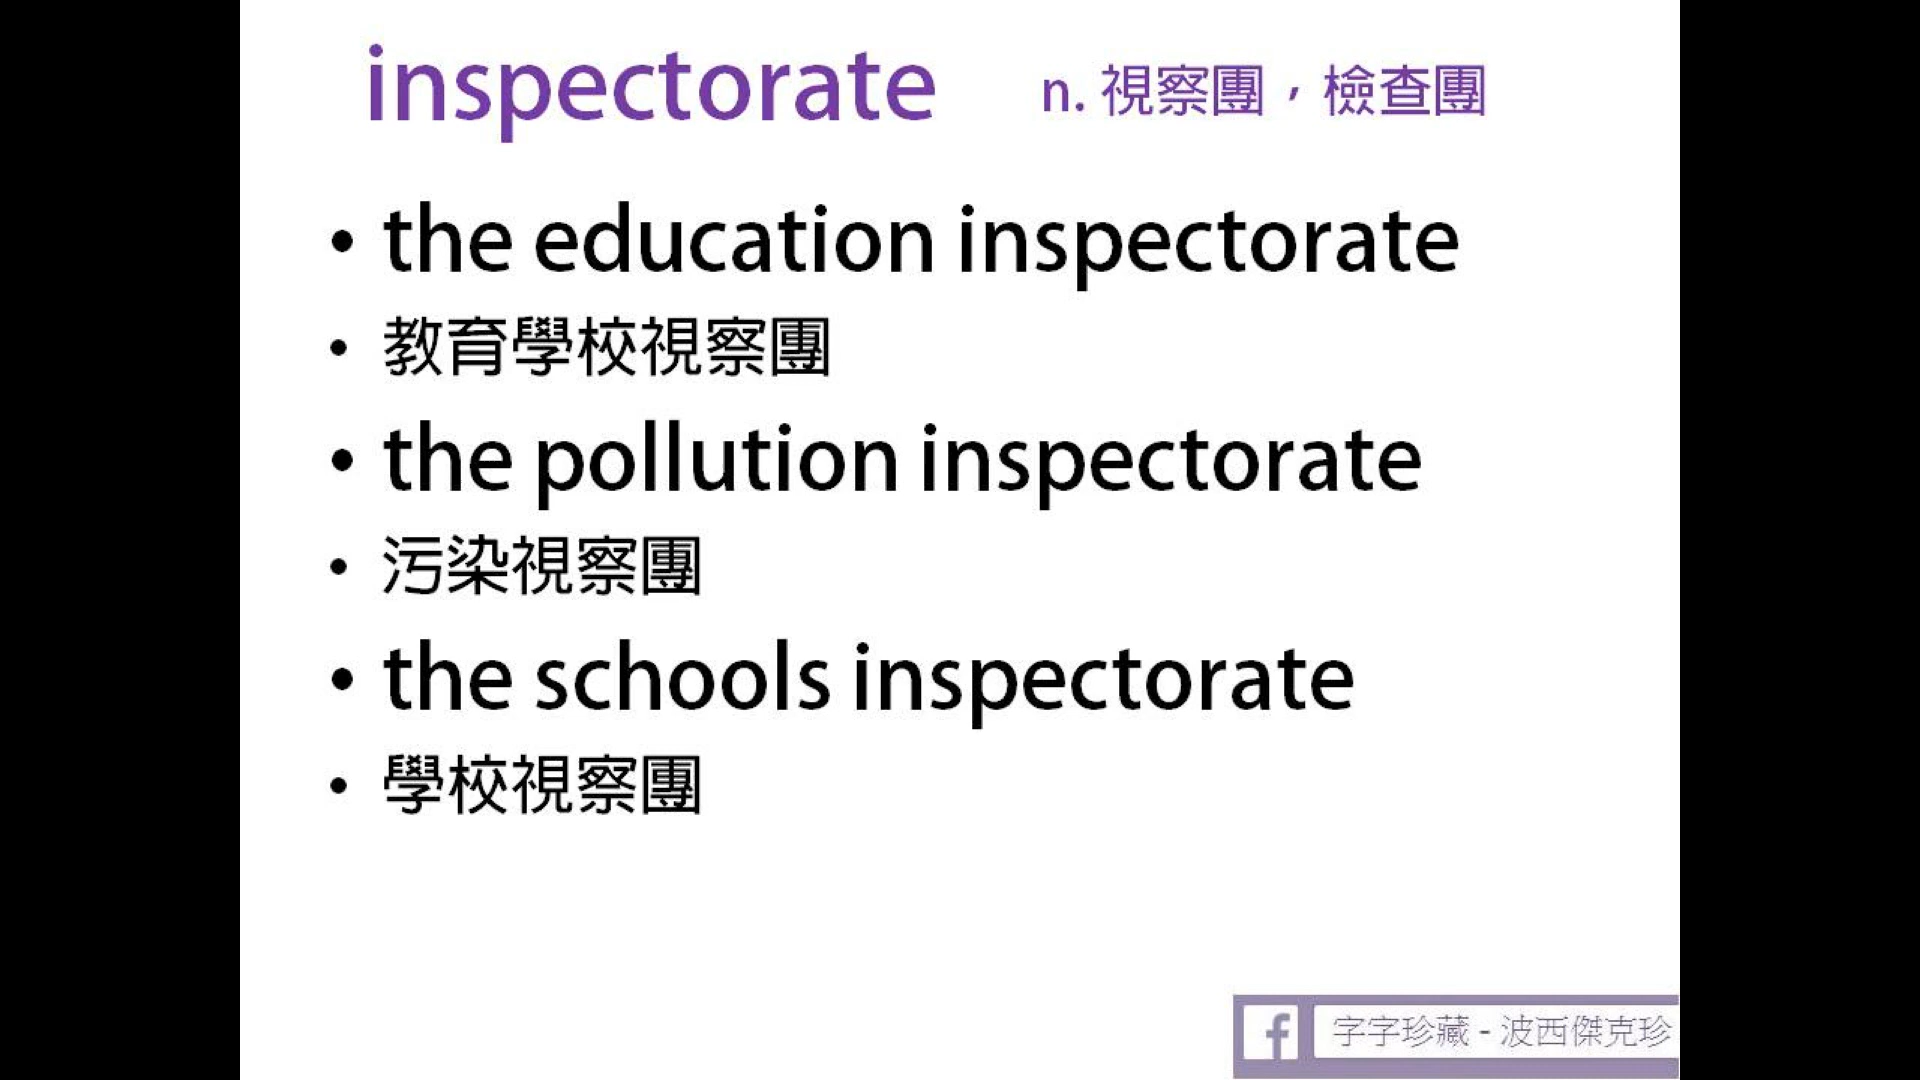 inspectorate n. 視察團，檢查團
• the education inspectorate
• 教育學校視察團
• the pollution inspectorate
• 污染視察團
• the schools inspectorate
• 學校視察團
f 字字珍藏 - 波西傑克珍